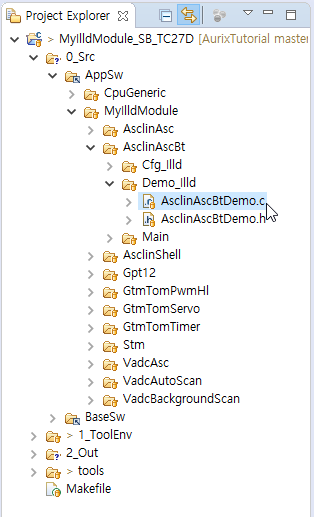 Project Explorer
> MyIlldModule_SB_TC27D [AurixTutorial master
0_Src
AppSw
CpuGeneric
MyIlldModule
AsclinAsc
AsclinAscBt
Cfg_Illd
Demo_Illd
AsclinAscBtDemo.c
AsclinAscBtDemo.h
Main
AsclinShell
Gpt12
GtmTomPwmHl
GtmTomServo
GtmTomTimer
Stm
VadcAsc
VadcAutoScan
VadcBackgroundScan
BaseSw
> 1_ToolEnv
2_Out
> tools
Makefile